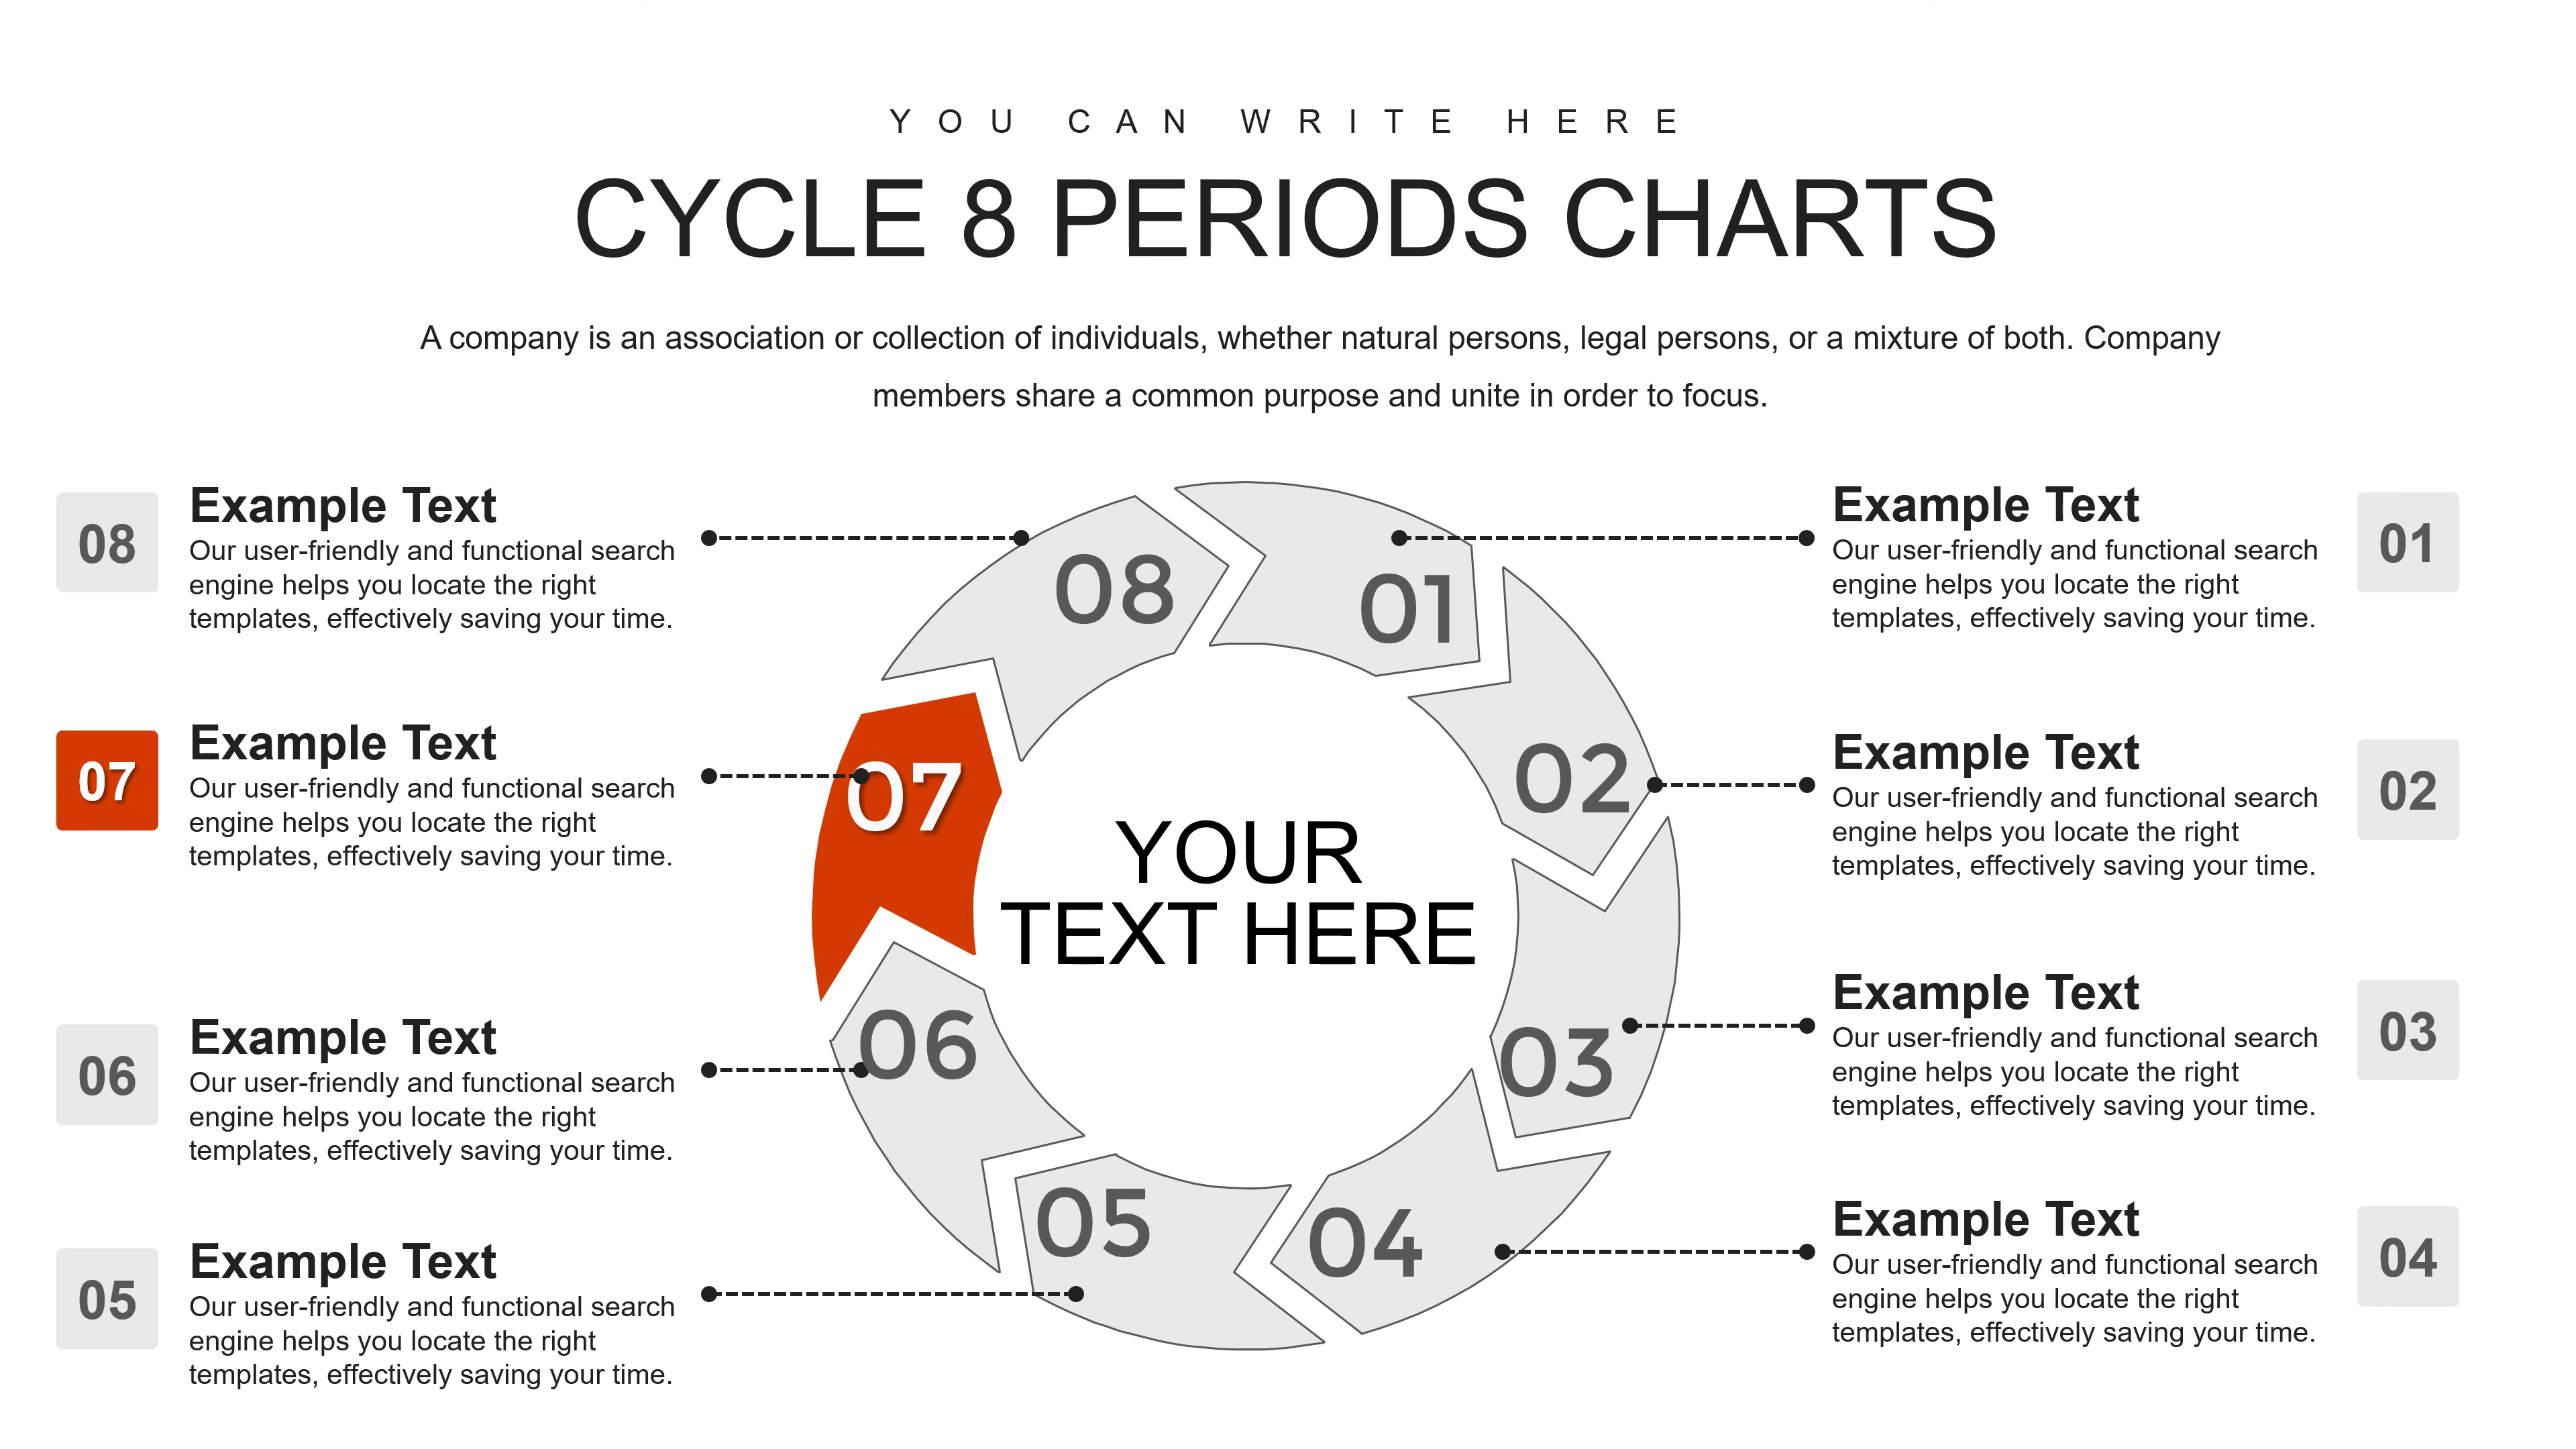 YOU CAN WRITE HERE
CYCLE 8 PERIODS CHARTS
A company is an association or collection of individuals, whether natural persons, legal persons, or a mixture of both. Company
members share a common purpose and unite in order to focus.
08
Example Text
Our user-friendly and functional search
engine helps you locate the right
templates, effectively saving your time.
07
Example Text
Our user-friendly and functional search
engine helps you locate the right
templates, effectively saving your time.
06
Example Text
Our user-friendly and functional search
engine helps you locate the right
templates, effectively saving your time.
05
Example Text
Our user-friendly and functional search
engine helps you locate the right
templates, effectively saving your time.
08
01
07
02
YOUR
TEXT HERE
06
03
05
04
Example Text
Our user-friendly and functional search
engine helps you locate the right
templates, effectively saving your time.
01
Example Text
Our user-friendly and functional search
engine helps you locate the right
templates, effectively saving your time.
02
Example Text
Our user-friendly and functional search
engine helps you locate the right
templates, effectively saving your time.
03
Example Text
Our user-friendly and functional search
engine helps you locate the right
templates, effectively saving your time.
04